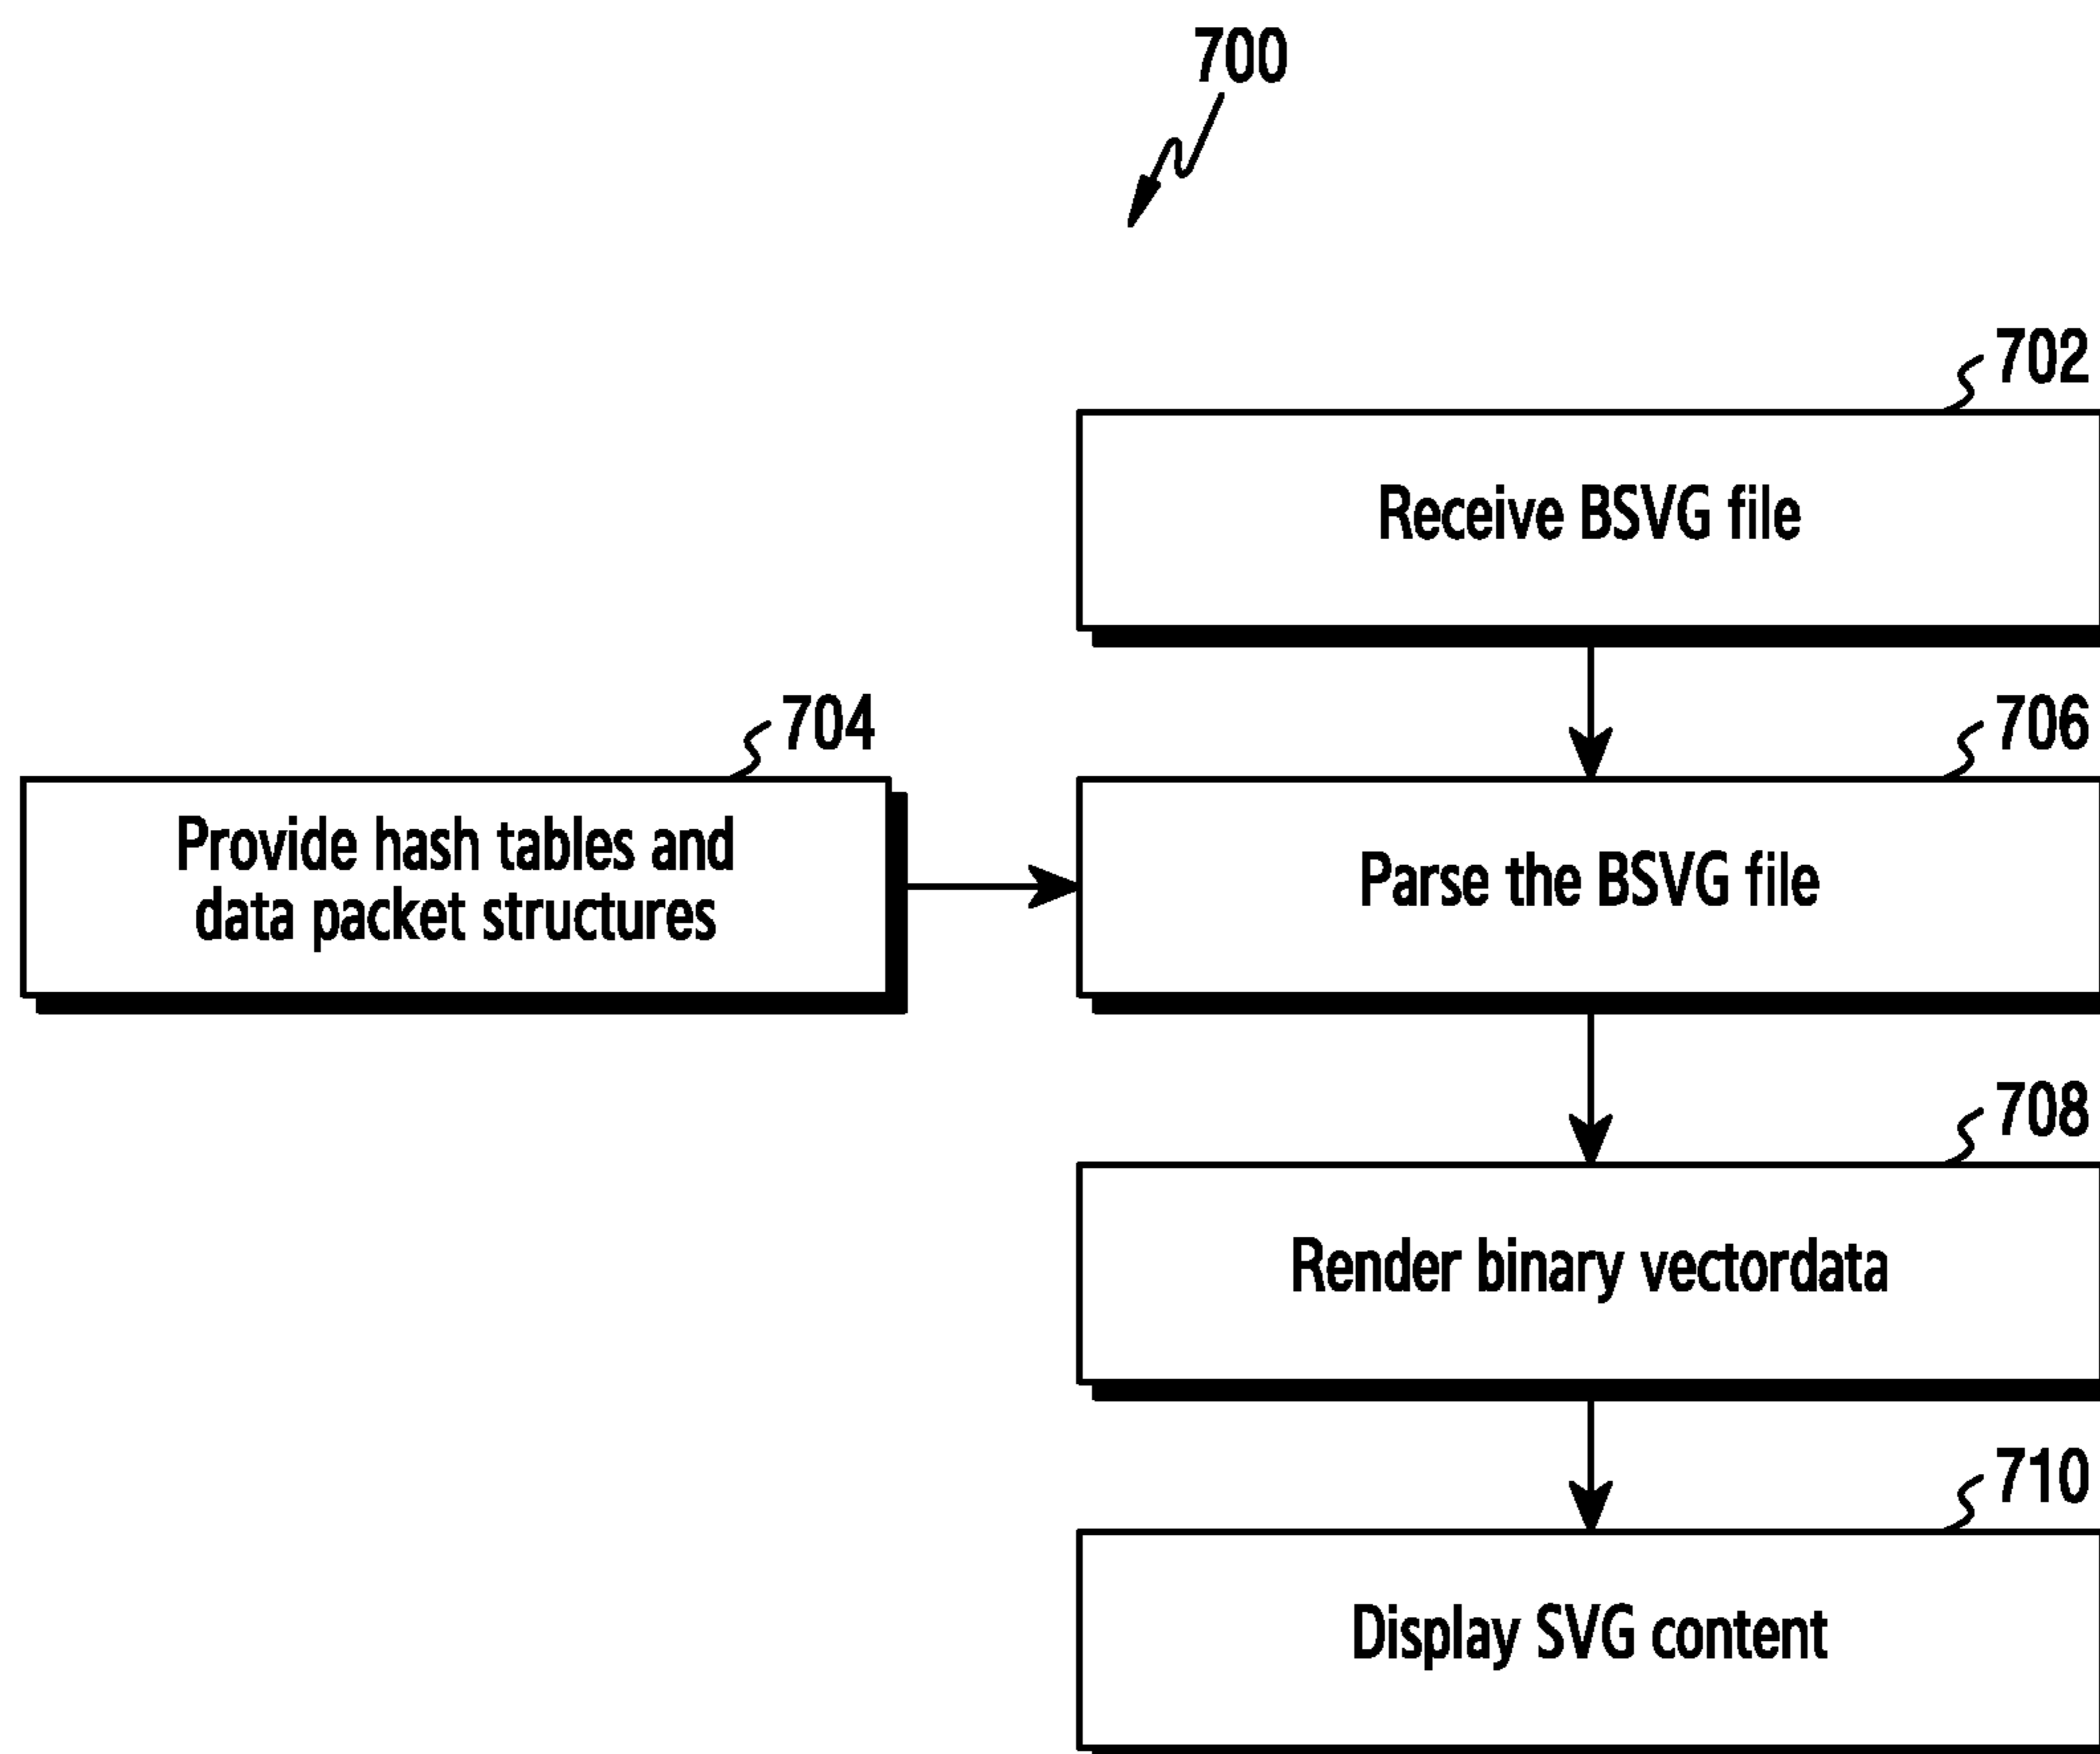 700
702
Receive BSVG file
704
706
Provide hash tables and
data packet structures
Parse the BSVG file
708
Render binary vectordata
710
Display SVG content